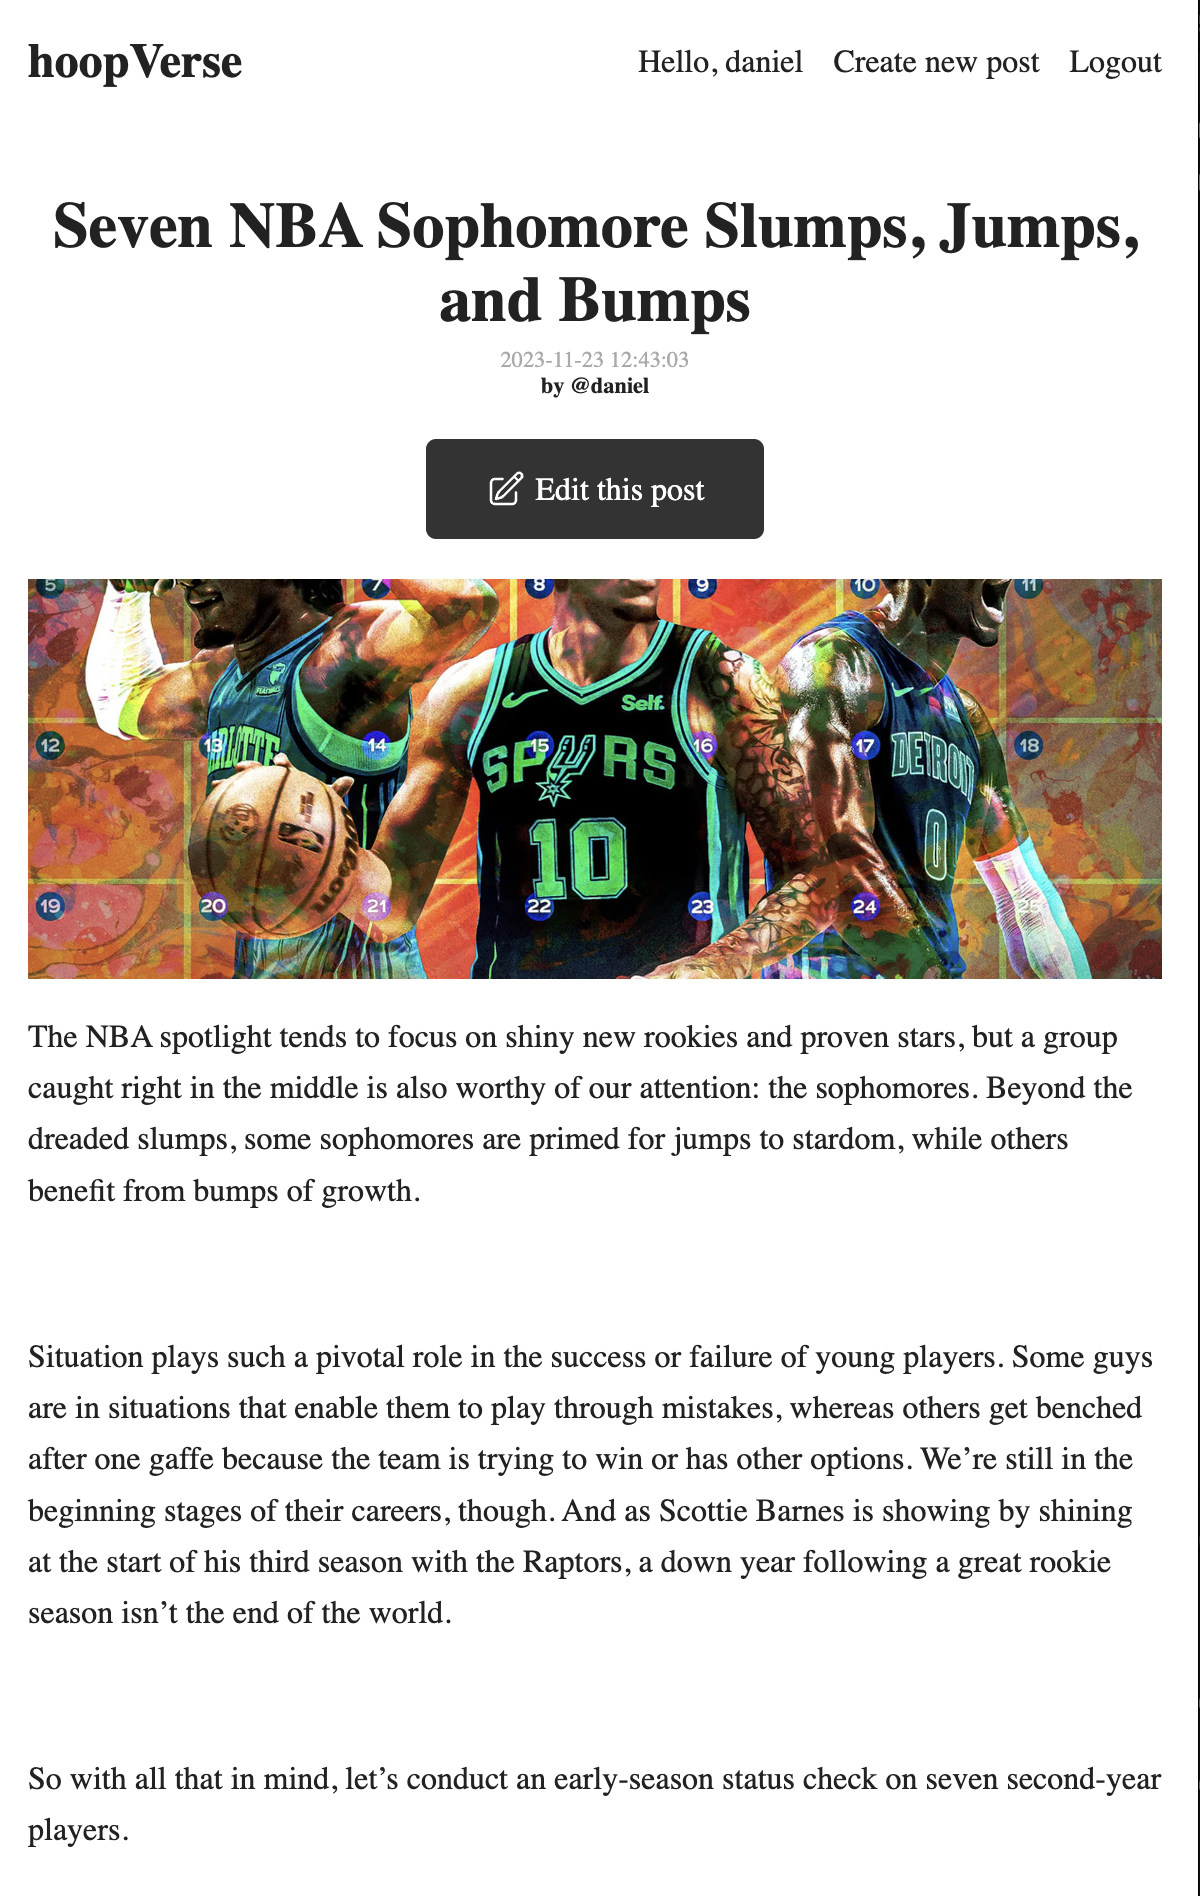 hoopVerse
Hello, daniel Create new post Logout
Seven NBA Sophomore Slumps, Jumps,
and Bumps
2023-11-23 12:43:03
by @daniel
Edit this post
5 7 8 9 10 11
Self.
12 13 14 15 16 17 18
SPURS
DETROIT
10
0
19 20 21 22 23 24
The NBA spotlight tends to focus on shiny new rookies and proven stars, but a group
caught right in the middle is also worthy of our attention: the sophomores. Beyond the
dreaded slumps, some sophomores are primed for jumps to stardom, while others
benefit from bumps of growth.
Situation plays such a pivotal role in the success or failure of young players. Some guys
are in situations that enable them to play through mistakes, whereas others get benched
after one gaffe because the team is trying to win or has other options. We’re still in the
beginning stages of their careers, though. And as Scottie Barnes is showing by shining
at the start of his third season with the Raptors, a down year following a great rookie
season isn’t the end of the world.
So with all that in mind, let’s conduct an early-season status check on seven second-year
players.